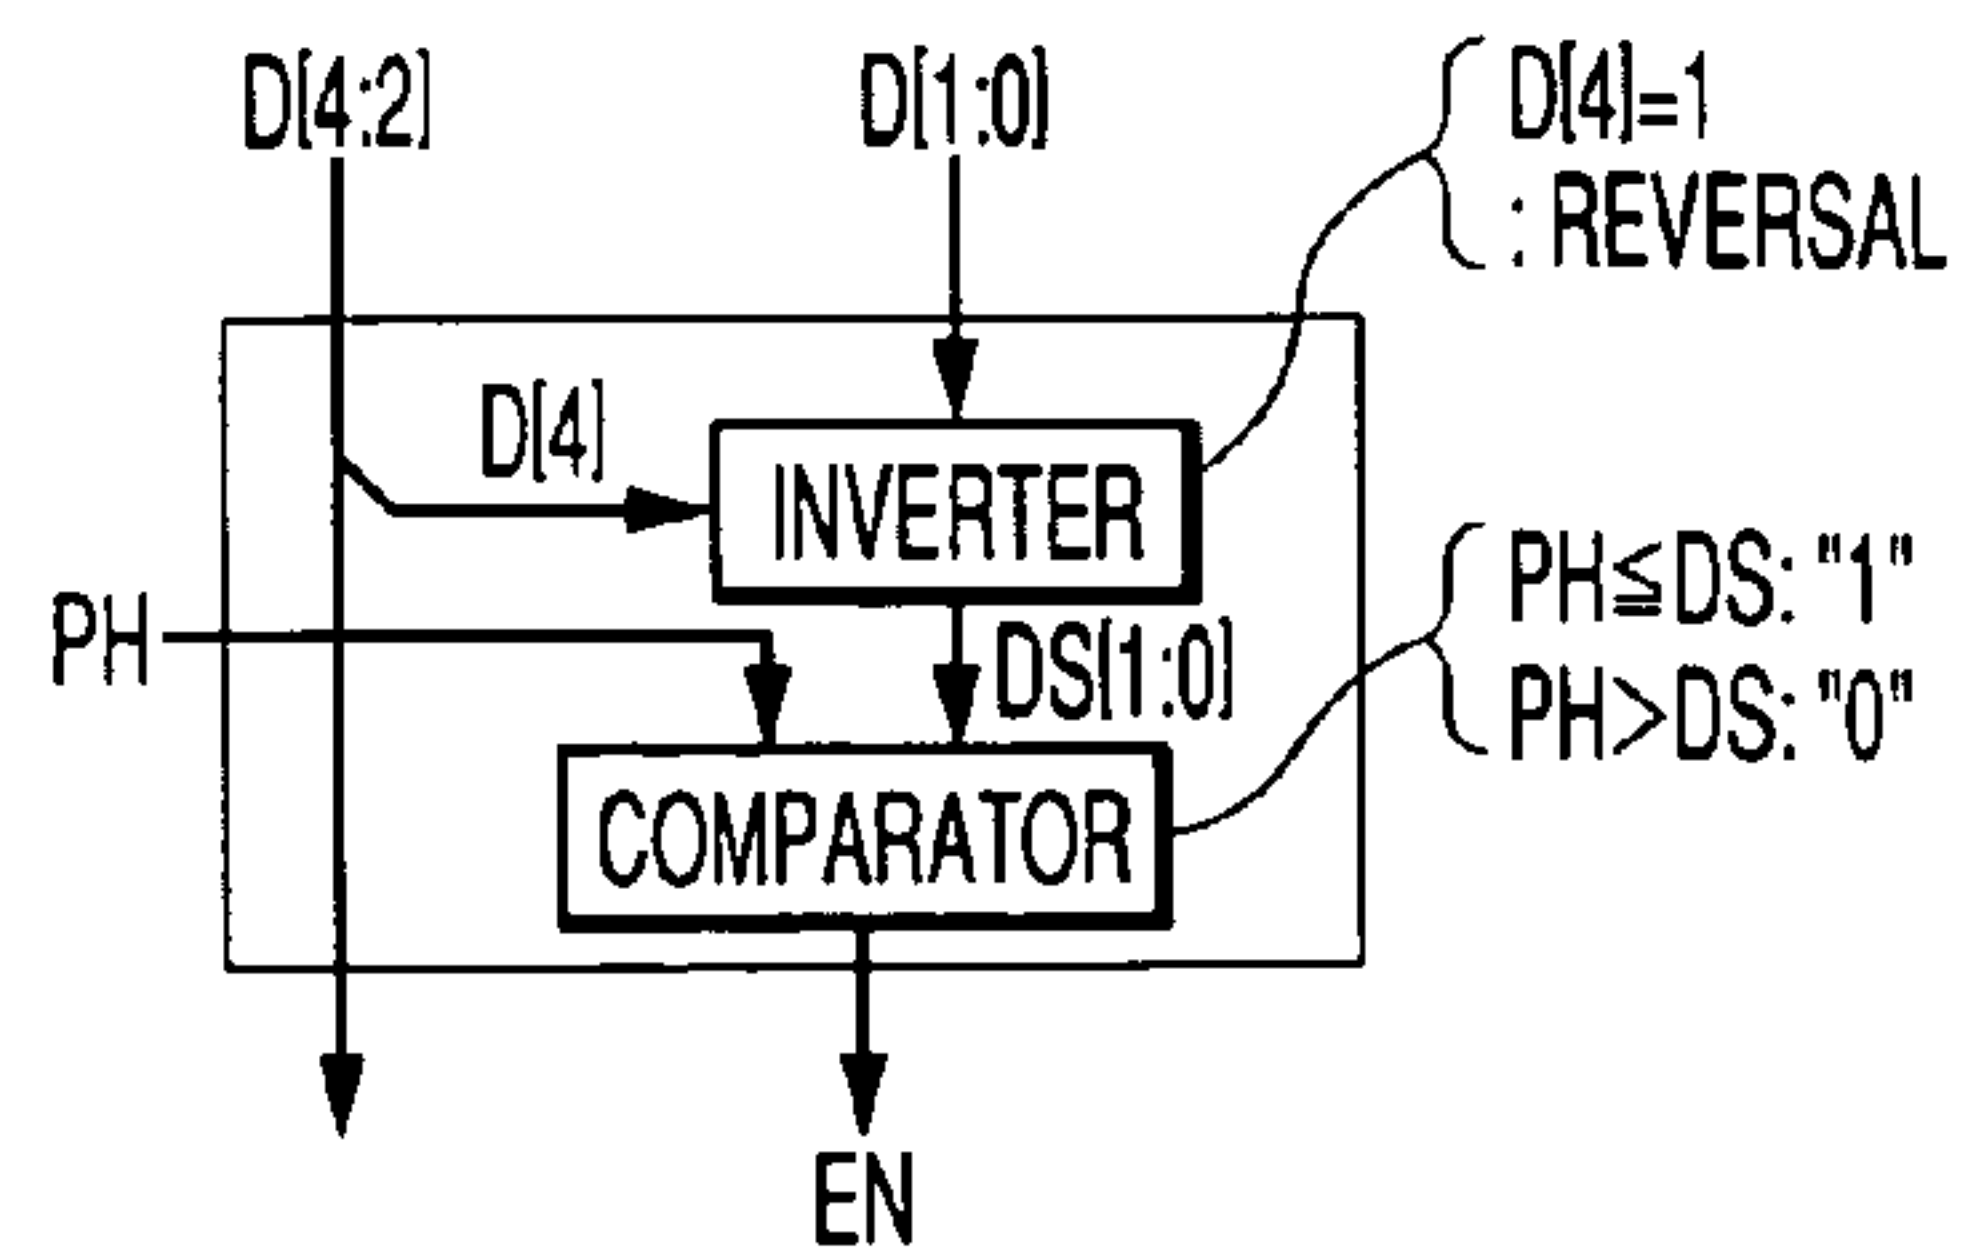 D[4:2]
D[1:0]
D[4]=1
: REVERSAL
D[4]
INVERTER
PH
DS[1:0]
PH≦DS: "1"
PH>DS: "0"
COMPARATOR
EN